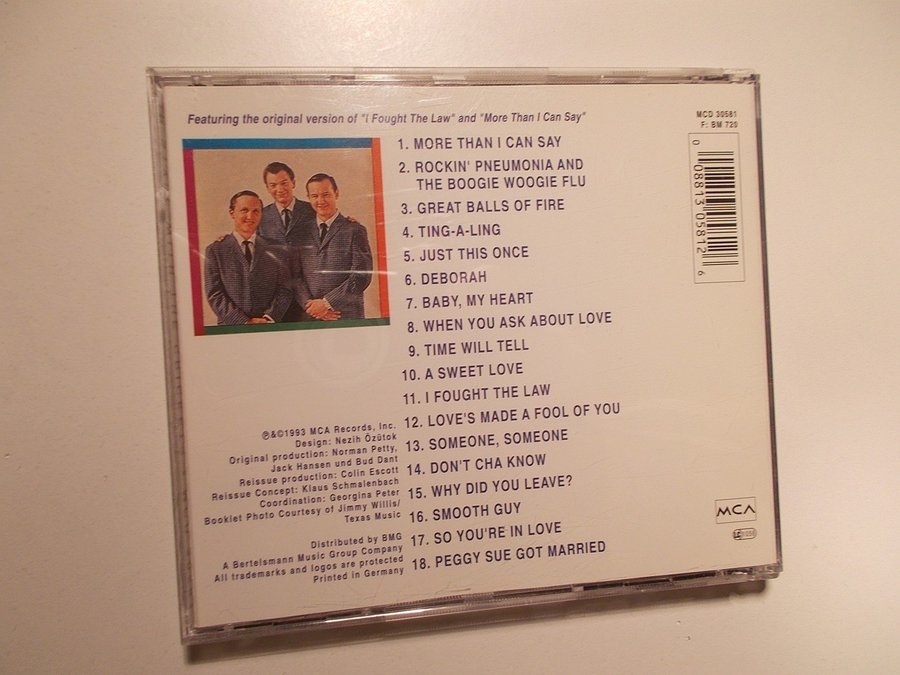 Featuring the original version of "I Fought The Law" and "More Than I Can Say"
MCD 30581
F: BM 720
0 08813 05812 6
1. MORE THAN I CAN SAY
2. ROCKIN' PNEUMONIA AND
THE BOOGIE WOOGIE FLU
3. GREAT BALLS OF FIRE
4. TING-A-LING
5. JUST THIS ONCE
6. DEBORAH
7. BABY, MY HEART
8. WHEN YOU ASK ABOUT LOVE
9. TIME WILL TELL
10. A SWEET LOVE
11. I FOUGHT THE LAW
12. LOVE'S MADE A FOOL OF YOU
13. SOMEONE, SOMEONE
14. DON'T CHA KNOW
15. WHY DID YOU LEAVE?
16. SMOOTH GUY
17. SO YOU'RE IN LOVE
18. PEGGY SUE GOT MARRIED
℗&©1993 MCA Records, Inc.
Design: Nezih Özütok
Original production: Norman Petty,
Jack Hansen und Bud Dant
Reissue production: Colin Escott
Reissue Concept: Klaus Schmalenbach
Coordination: Georgina Peter
Booklet Photo Courtesy of Jimmy Willis/
Texas Music
Distributed by BMG
A Bertelsmann Music Group Company
All trademarks and logos are protected
Printed in Germany
MCA
LC